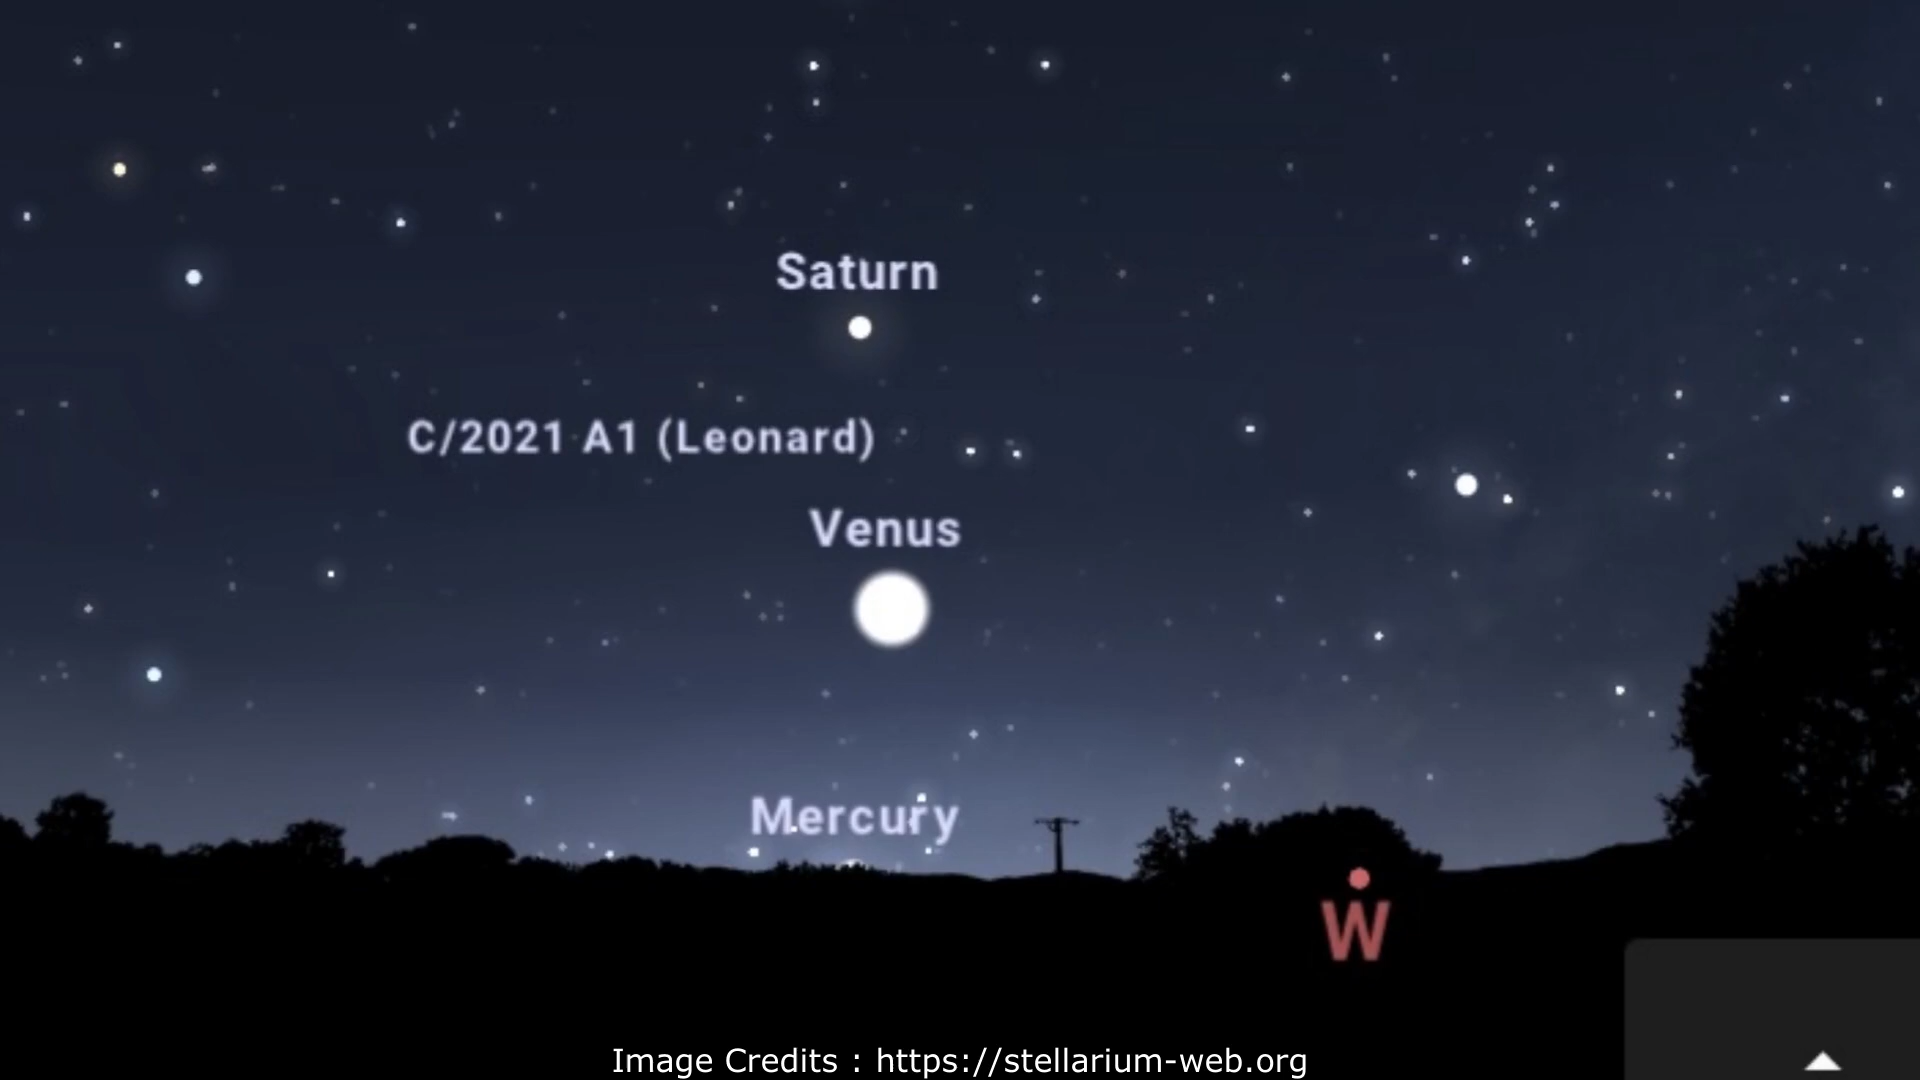 Saturn
C/2021 A1 (Leonard)
Venus
Mercury
W
Image Credits : https://stellarium-web.org